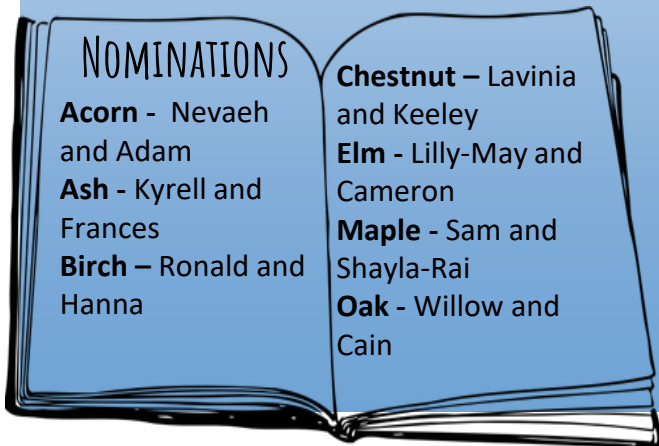 NOMINATIONS
Acorn - Nevaeh
and Adam
Ash - Kyrell and
Frances
Birch – Ronald and
Hanna
Chestnut – Lavinia
and Keeley
Elm - Lilly-May and
Cameron
Maple - Sam and
Shayla-Rai
Oak - Willow and
Cain